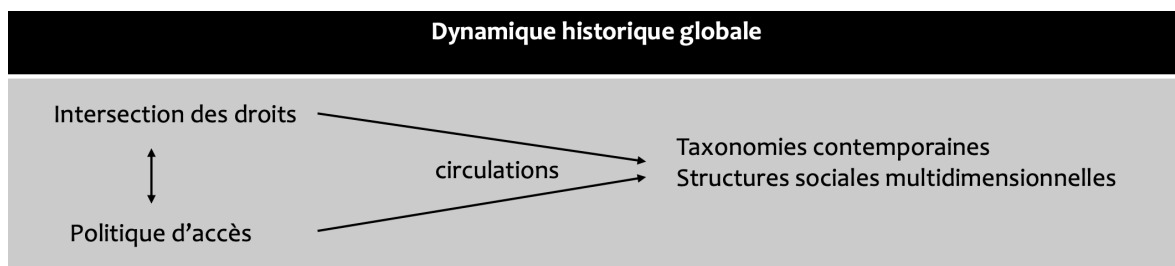 Dynamique historique globale
Intersection des droits
circulations
Taxonomies contemporaines
Structures sociales multidimensionnelles
Politique d’accès